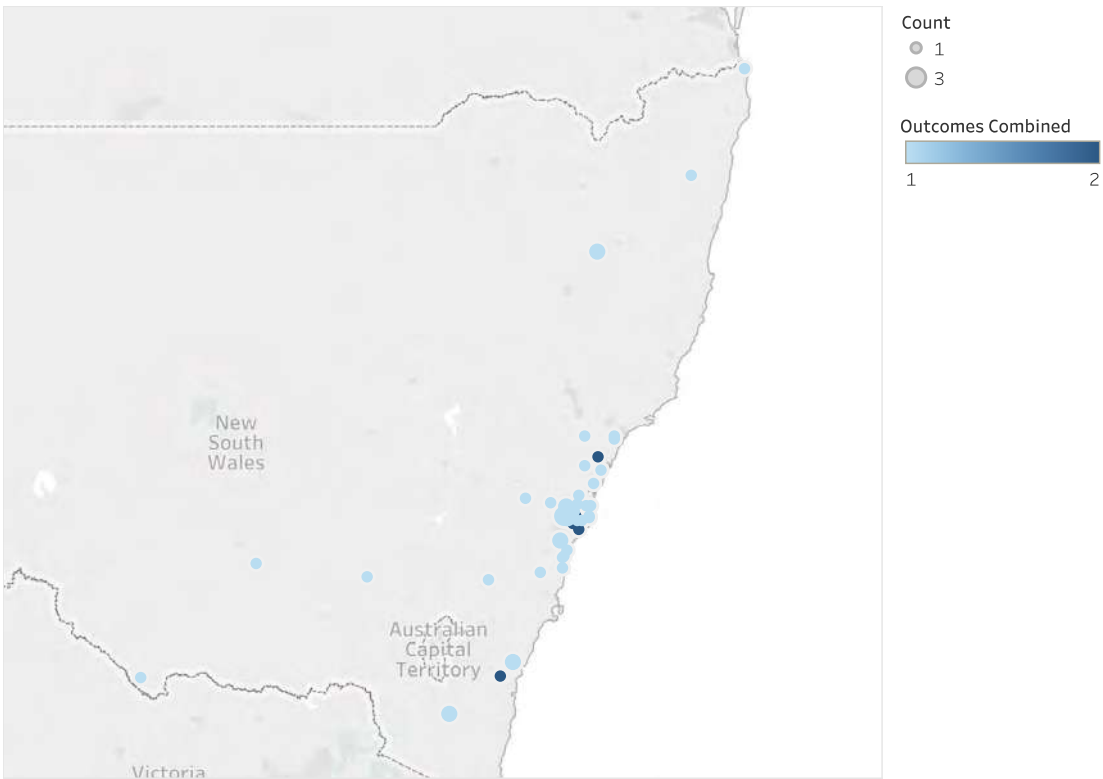 New
South
Wales
Australian
Capital
Territory
Victoria
Count
1
3
Outcomes Combined
1
2